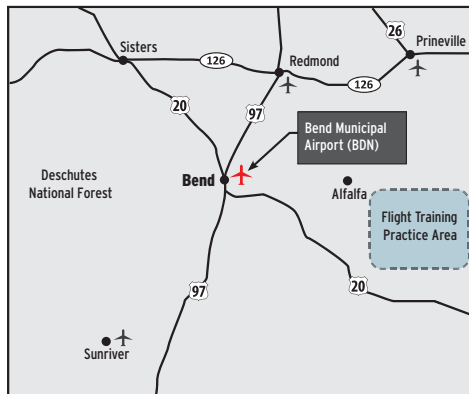 26
Prineville
Sisters
126
Redmond
126
20
97
Bend Municipal
Airport (BDN)
Deschutes
National Forest
Bend
Alfalfa
Flight Training
Practice Area
97
20
Sunriver